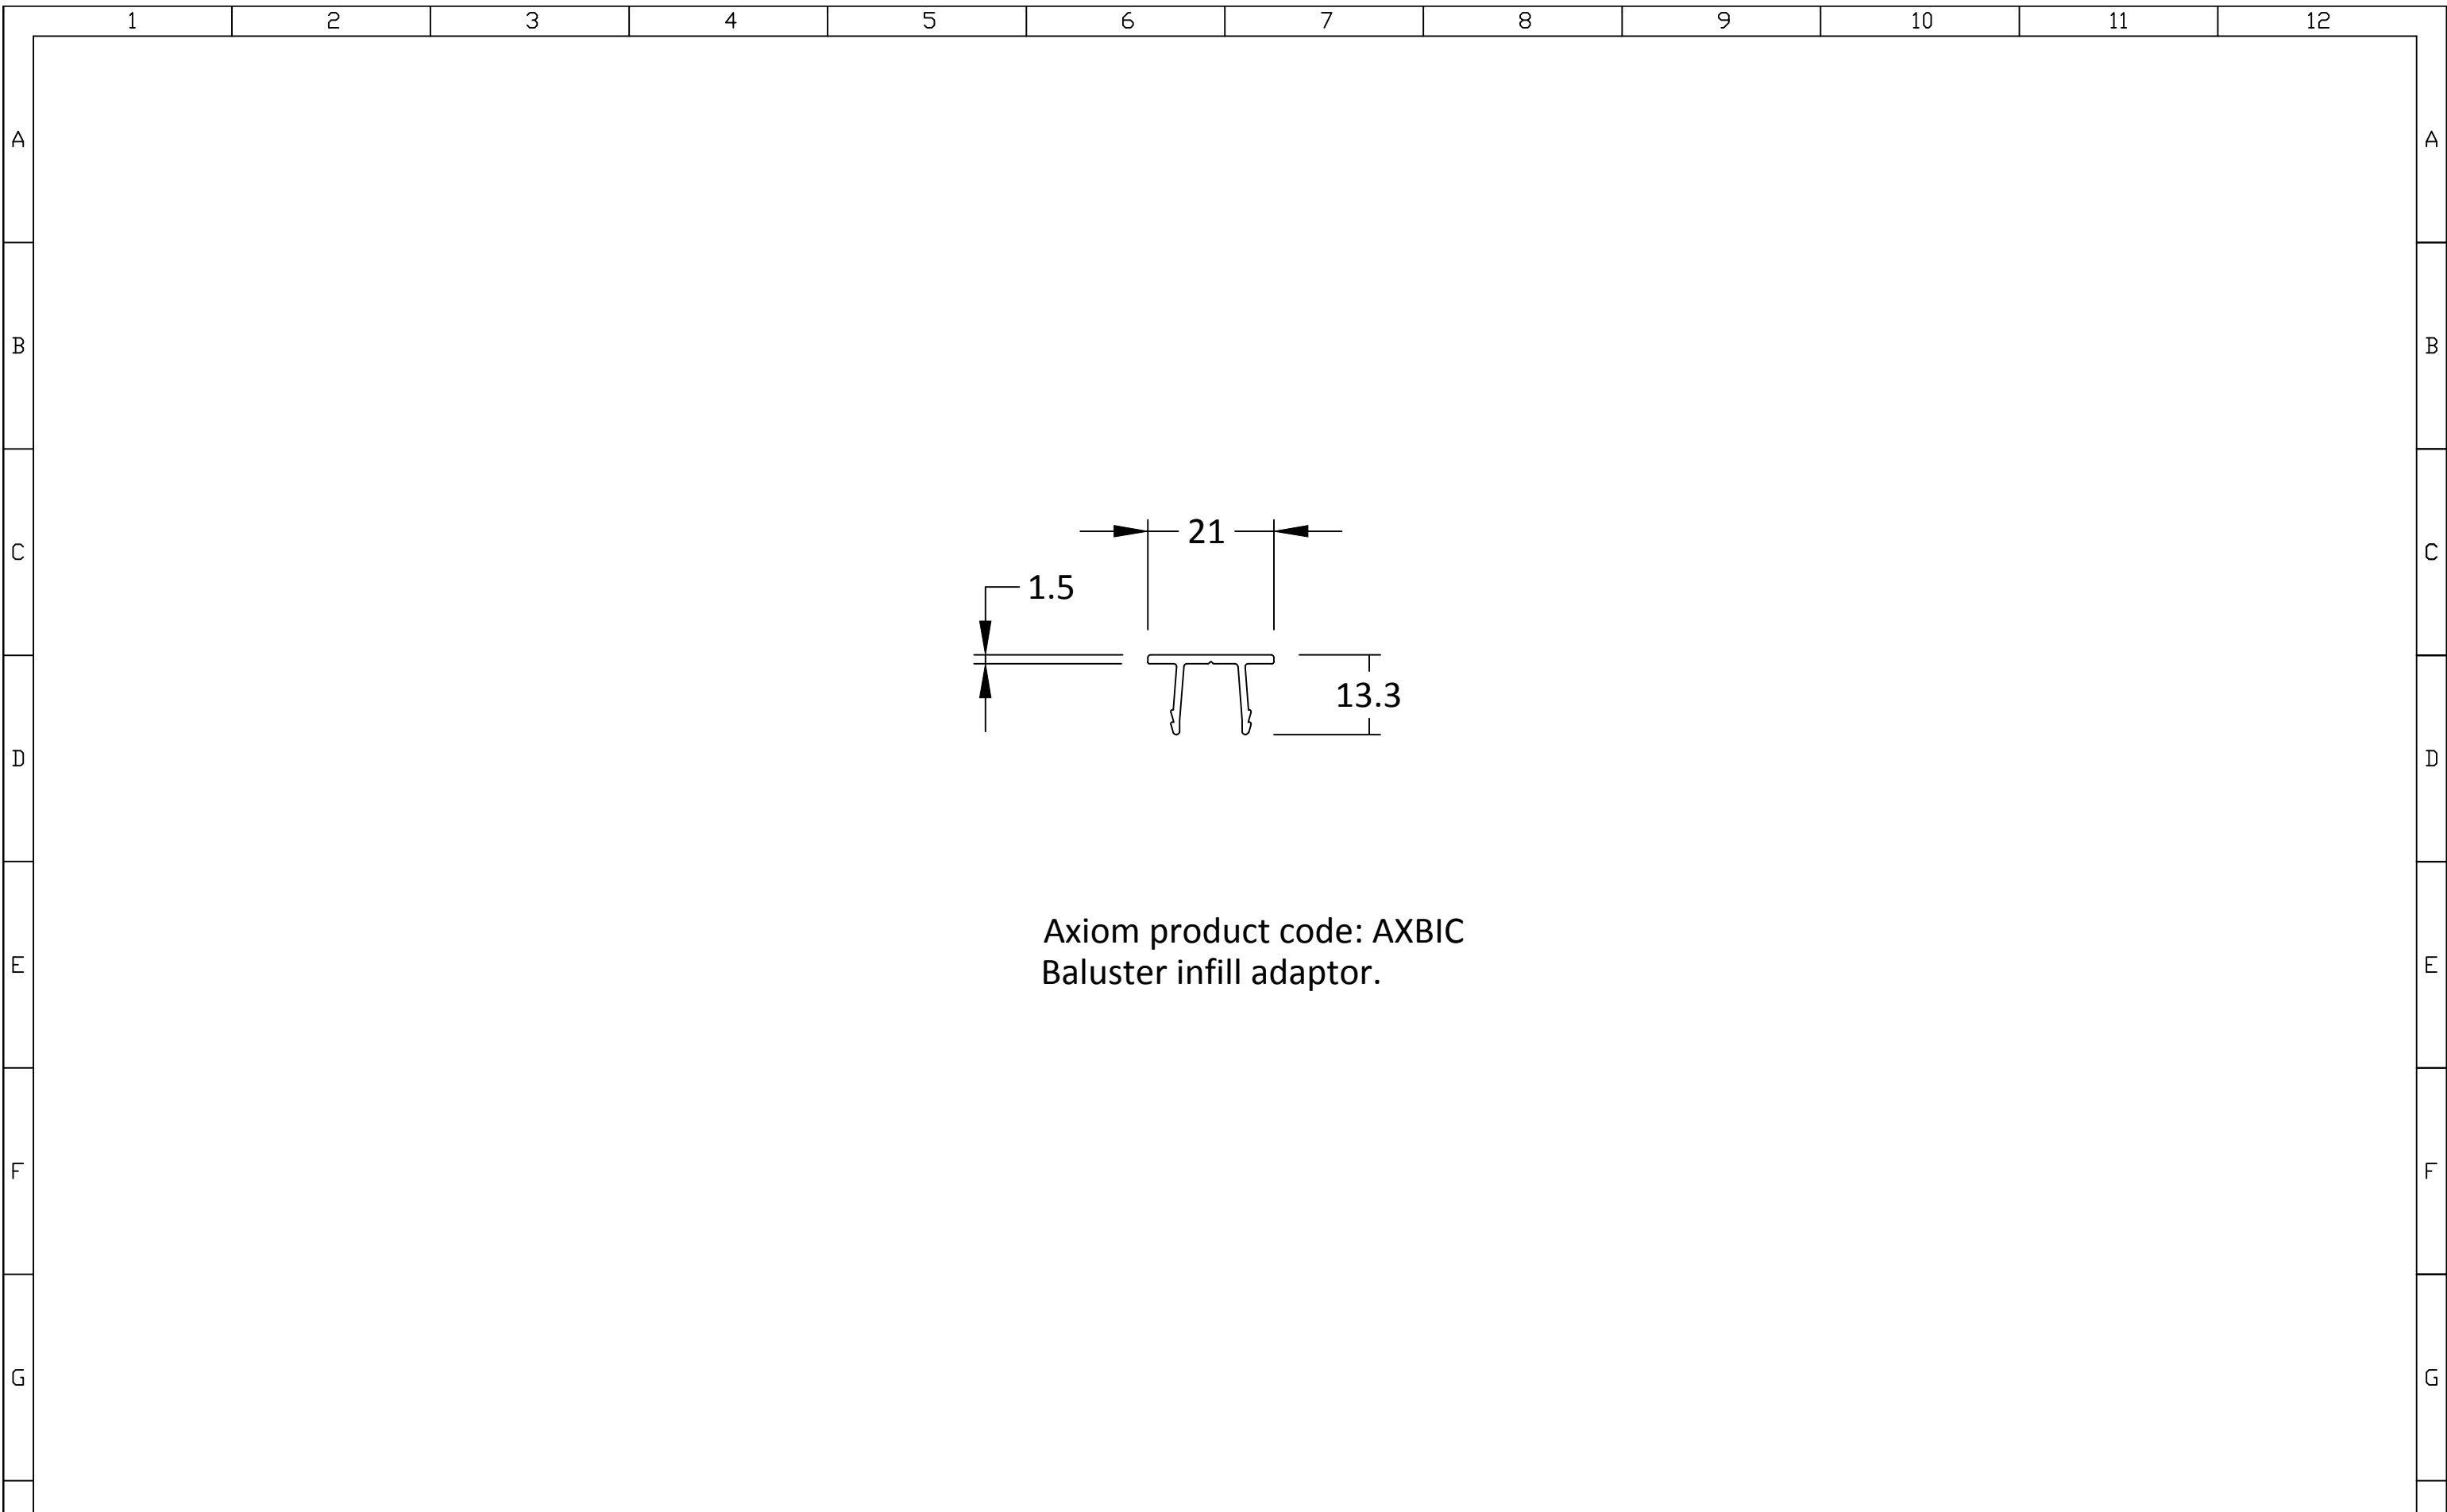 1 2 3 4 5 6 7 8 9 10 11 12
A A
B B
C C
21
1.5
13.3
D D
Axiom product code: AXBIC
E E
Baluster infill adaptor.
F F
G G